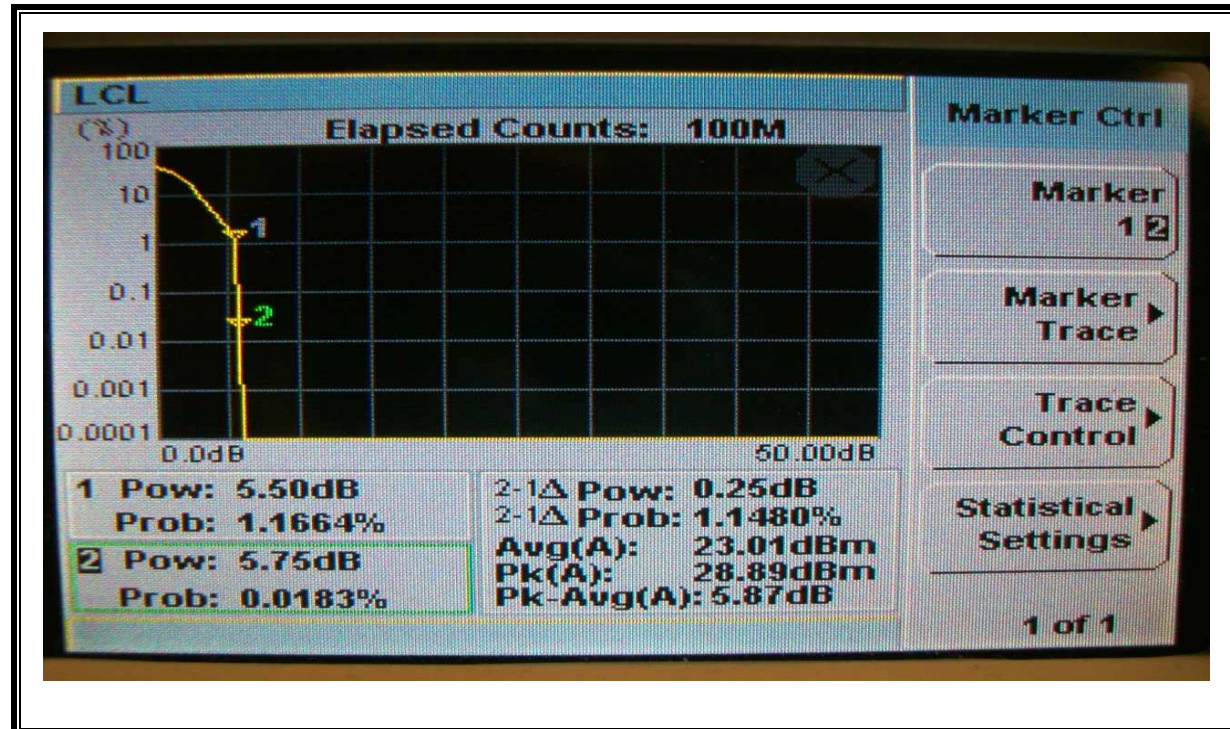 LCL
(%)
Elapsed Counts: 100M
100
10
1
0.1
0.01
0.001
0.0001
1
2
0.0dB
50.00dB
1 Pow: 5.50dB
Prob: 1.1664%
2 Pow: 5.75dB
Prob: 0.0183%
2-1Δ Pow: 0.25dB
2-1Δ Prob: 1.1480%
Avg(A): 23.01dBm
Pk(A): 28.89dBm
Pk-Avg(A): 5.87dB
Marker Ctrl
Marker
1 2
Marker
Trace
Trace
Control
Statistical
Settings
1 of 1